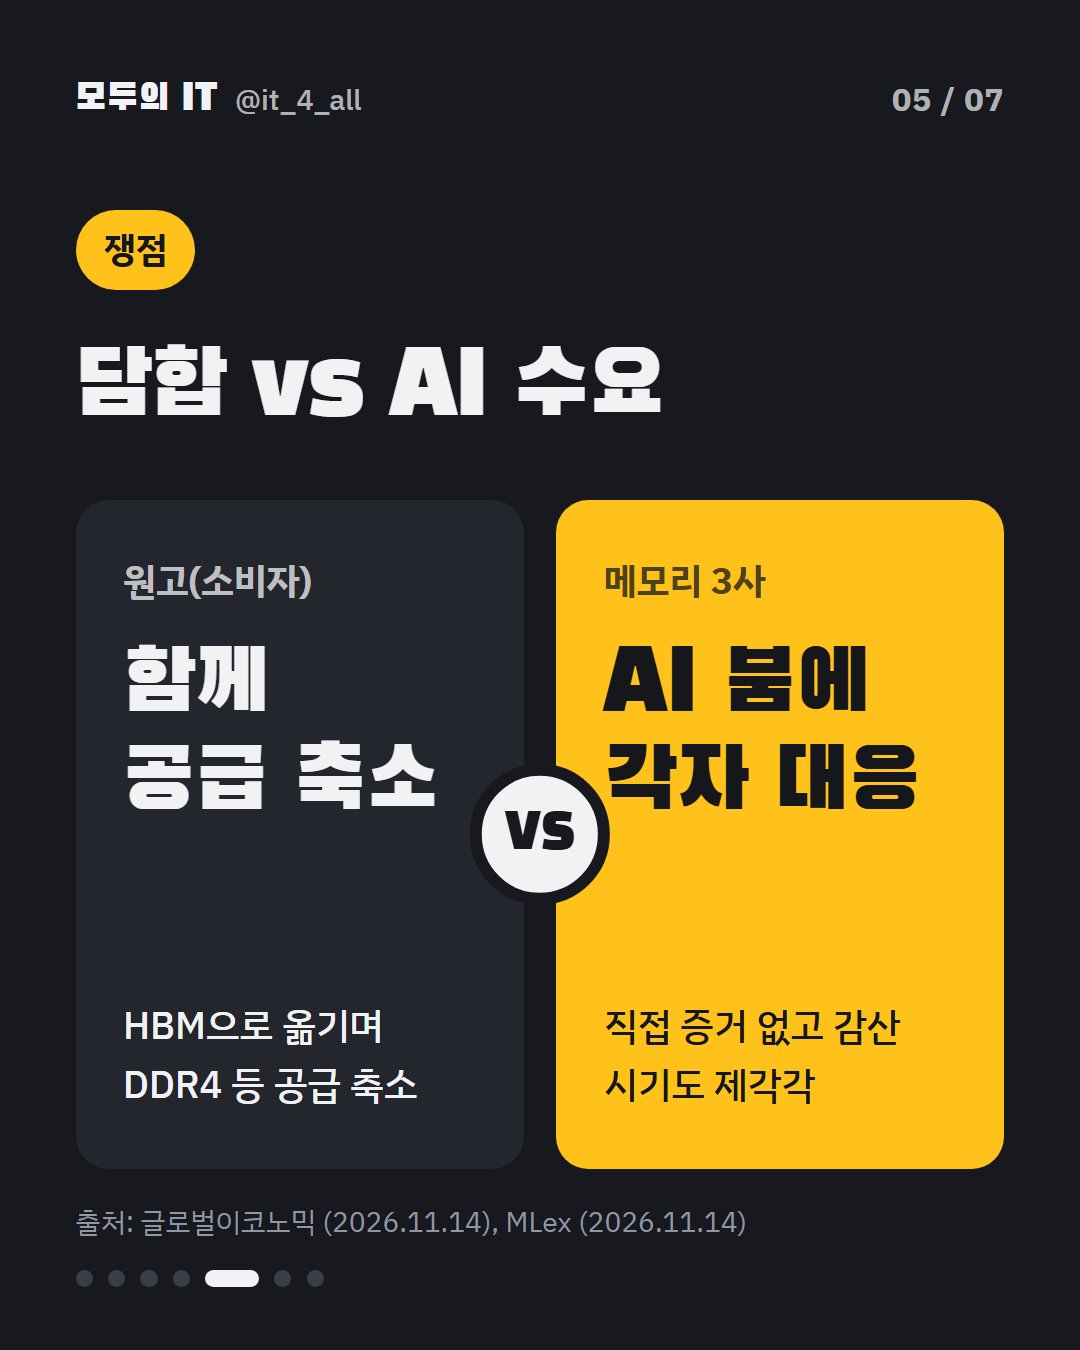 모두의 IT @it_4_all
05 / 07
쟁점
담합 vs AI 수요
원고(소비자)
함께
공급 축소
HBM으로 옮기며
DDR4 등 공급 축소
vs
메모리 3사
AI 붐에
각자 대응
직접 증거 없고 감산
시기도 제각각
출처: 글로벌이코노믹 (2026.11.14), MLex (2026.11.14)